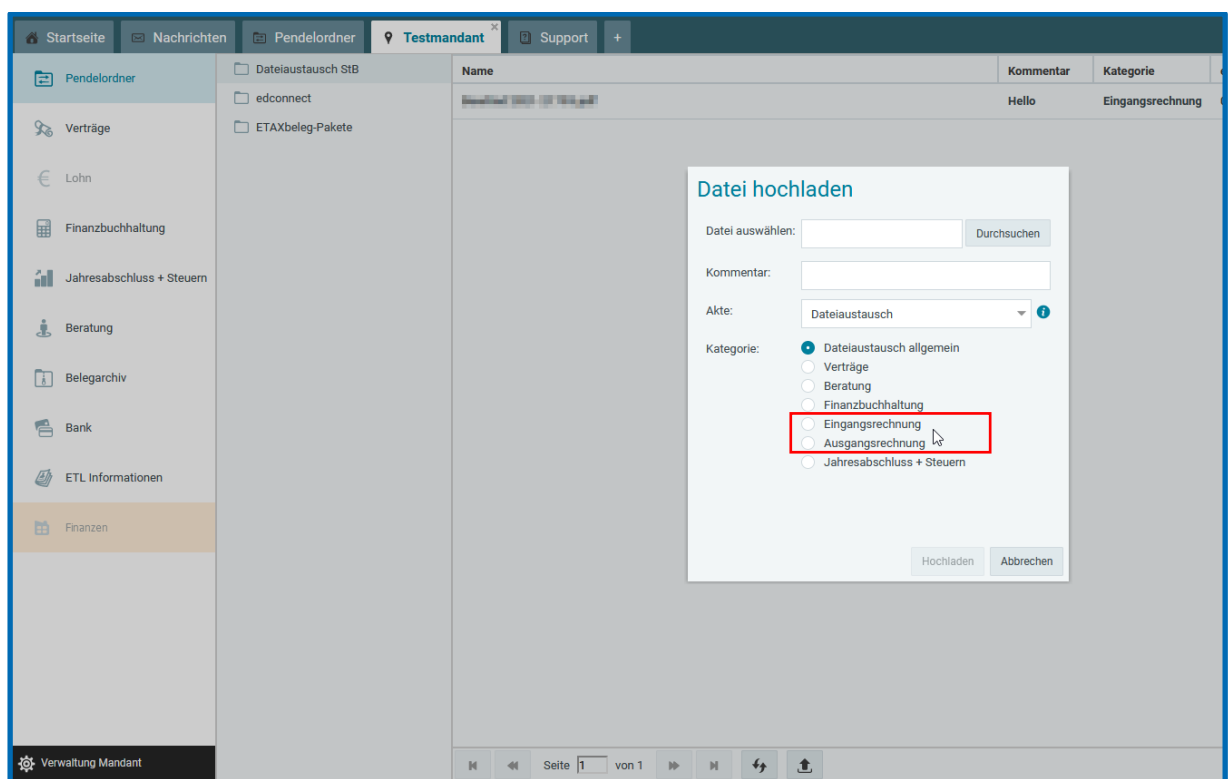 Startseite Nachrichten Pendelordner Testmandant Support +
Pendelordner
Verträge
Lohn
Finanzbuchhaltung
Jahresabschluss + Steuern
Beratung
Belegarchiv
Bank
ETL Informationen
Finanzen
Verwaltung Mandant
Dateiaustausch StB
edconnect
ETAXbeleg-Pakete
Name Kommentar Kategorie
Hello Eingangsrechnung
Datei hochladen
Datei auswählen: Durchsuchen
Kommentar:
Akte: Dateiaustausch
Kategorie: Dateiaustausch allgemein
Verträge
Beratung
Finanzbuchhaltung
Eingangsrechnung
Ausgangsrechnung
Jahresabschluss + Steuern
Hochladen Abbrechen
Seite 1 von 1